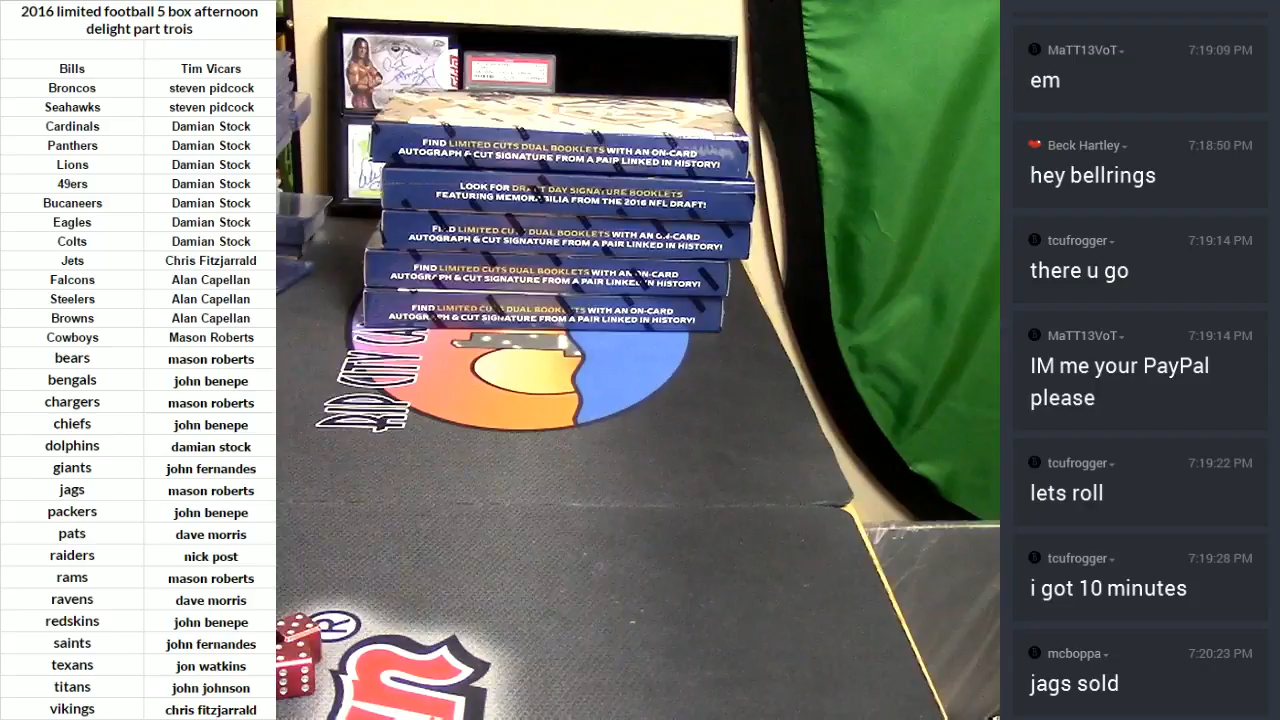 2016 limited football 5 box afternoon
delight part trois
Bills Tim Vicars
Broncos steven pidcock
Seahawks steven pidcock
Cardinals Damian Stock
Panthers Damian Stock
Lions Damian Stock
49ers Damian Stock
Bucaneers Damian Stock
Eagles Damian Stock
Colts Damian Stock
Jets Chris Fitzjarrald
Falcons Alan Capellan
Steelers Alan Capellan
Browns Alan Capellan
Cowboys Mason Roberts
bears mason roberts
bengals john benepe
chargers mason roberts
chiefs john benepe
dolphins damian stock
giants john fernandes
jags mason roberts
packers john benepe
pats dave morris
raiders nick post
rams mason roberts
ravens dave morris
redskins john benepe
saints john fernandes
texans jon watkins
titans john johnson
vikings chris fitzjarrald
FIND LIMITED CUTS DUAL BOOKLETS WITH AN ON-CARD
AUTOGRAPH & CUT SIGNATURE FROM A PAIR LINKED IN HISTORY!
LOOK FOR DRAFT DAY SIGNATURE BOOKLETS
FEATURING MEMORABILIA FROM THE 2016 NFL DRAFT!
FIND LIMITED CUTS DUAL BOOKLETS WITH AN ON-CARD
AUTOGRAPH & CUT SIGNATURE FROM A PAIR LINKED IN HISTORY!
FIND LIMITED CUTS DUAL BOOKLETS WITH AN ON-CARD
AUTOGRAPH & CUT SIGNATURE FROM A PAIR LINKED IN HISTORY!
FIND LIMITED CUTS DUAL BOOKLETS WITH AN ON-CARD
AUTOGRAPH & CUT SIGNATURE FROM A PAIR LINKED IN HISTORY!
RIP CITY
®
MaTT13VoT 7:19:09 PM
em
Beck Hartley 7:18:50 PM
hey bellrings
tcufrogger 7:19:14 PM
there u go
MaTT13VoT 7:19:14 PM
IM me your PayPal
please
tcufrogger 7:19:22 PM
lets roll
tcufrogger 7:19:28 PM
i got 10 minutes
mcboppa 7:20:23 PM
jags sold